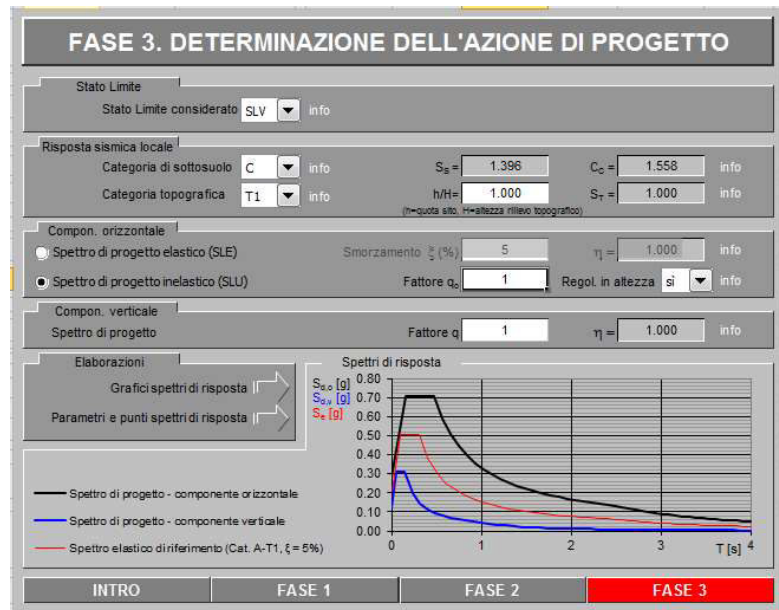 FASE 3. DETERMINAZIONE DELL'AZIONE DI PROGETTO
Stato Limite
Stato Limite considerato SLV info
Risposta sismica locale
Categoria di sottosuolo C info SS = 1.396 CC = 1.558 info
Categoria topografica T1 info h/H= 1.000 ST = 1.000 info
(h=quota sito, H=altezza rilievo topografico)
Compon. orizzontale
Spettro di progetto elastico (SLE) Smorzamento ξ (%) 5 η = 1.000 info
Spettro di progetto inelastico (SLU) Fattore qo 1 Regol. in altezza sì info
Compon. verticale
Spettro di progetto Fattore q 1 η = 1.000 info
Elaborazioni
Grafici spettri di risposta
Parametri e punti spettri di risposta
Spettri di risposta
Sd,o [g]
Sd,v [g]
Se [g]
0.80
0.70
0.60
0.50
0.40
0.30
0.20
0.10
0.00
0 1 2 3 4
T [s]
Spettro di progetto - componente orizzontale
Spettro di progetto - componente verticale
Spettro elastico di riferimento (Cat. A-T1, ξ = 5%)
INTRO FASE 1 FASE 2 FASE 3